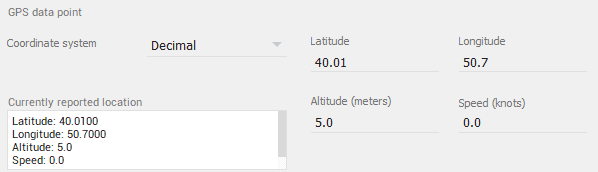 GPS data point
Coordinate system
Decimal
Latitude
Longitude
40.01
50.7
Currently reported location
Latitude: 40.0100
Longitude: 50.7000
Altitude: 5.0
Speed: 0.0
Altitude (meters)
Speed (knots)
5.0
0.0